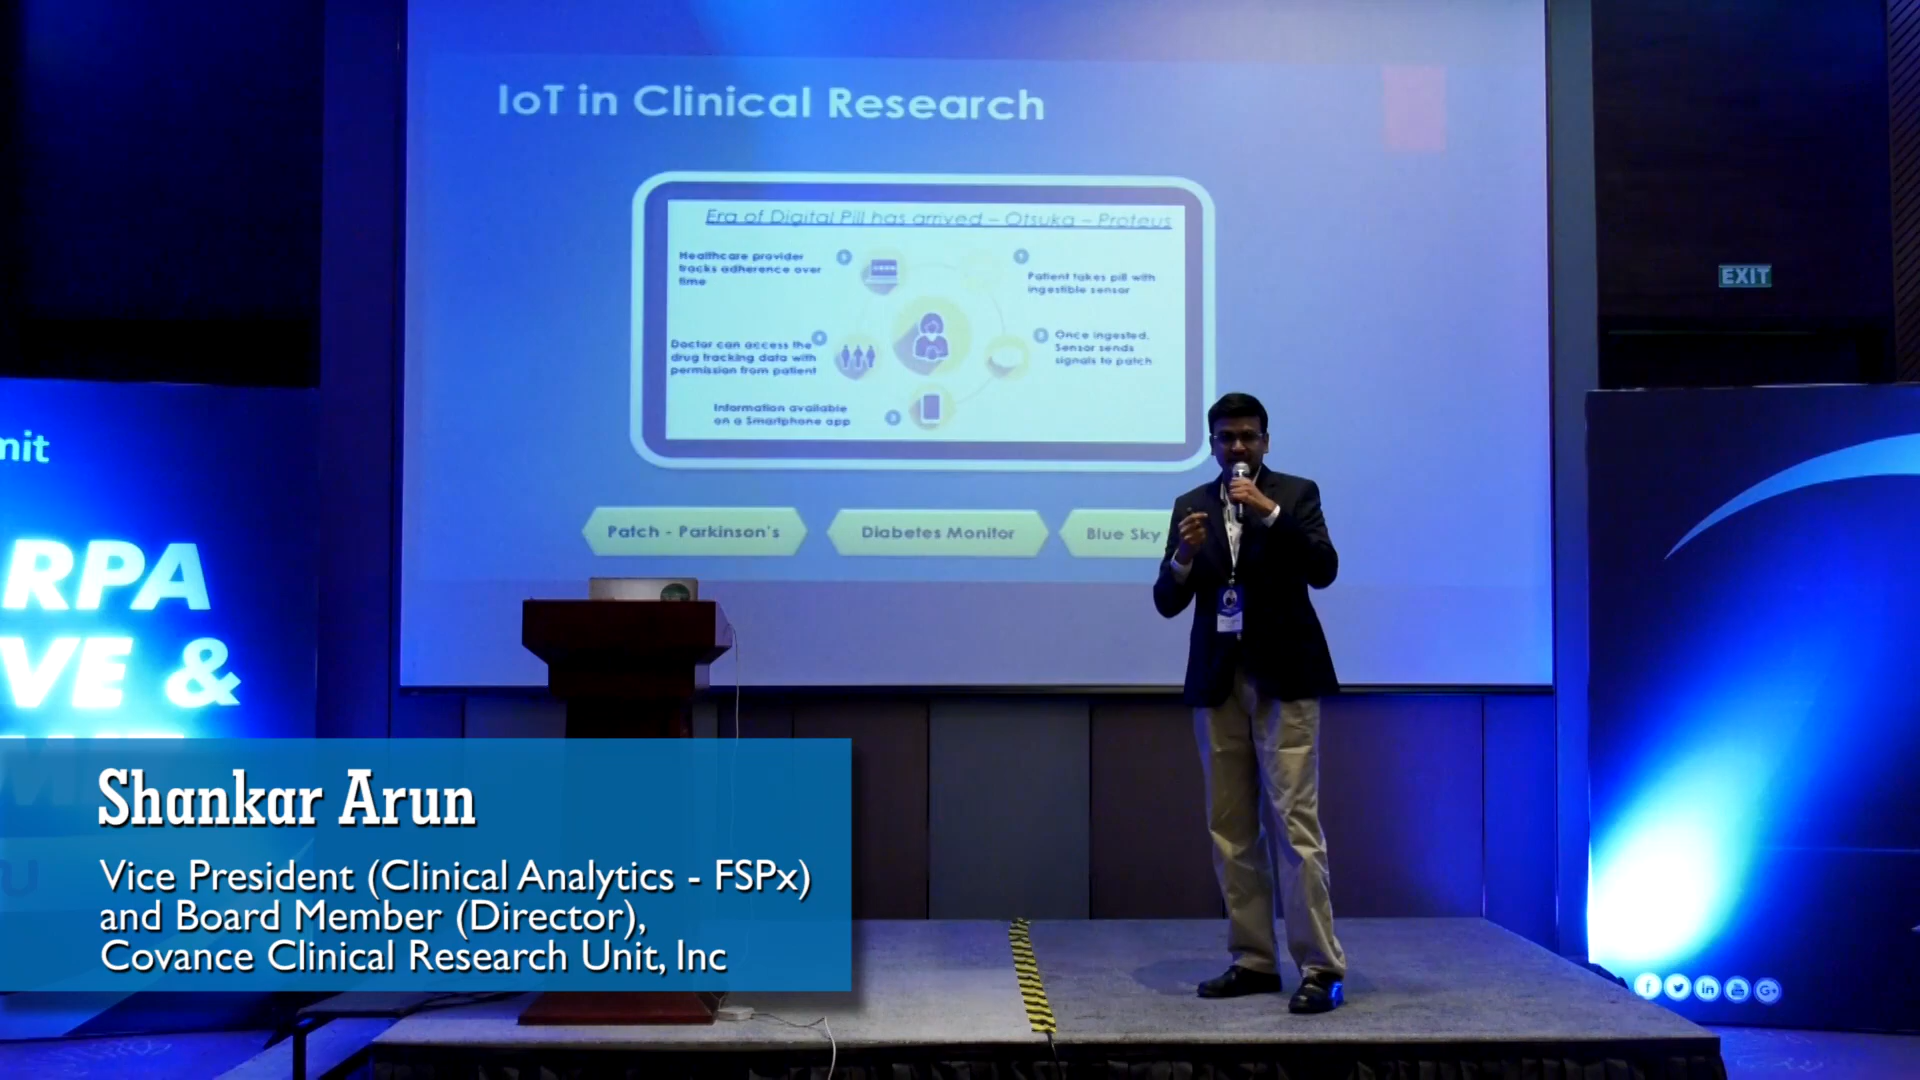 IoT in Clinical Research
Era of Digital Pill has arrived – Otsuka – Proteus
Healthcare provider
tracks adherence over
time
Patient takes pill with
ingestible sensor
Doctor can access the
drug tracking data with
permission from patient
Once ingested,
Sensor sends
signals to patch
Information available
on a Smartphone app
Patch - Parkinson's
Diabetes Monitor
Blue Sky
EXIT
mit
RPA
VE &
Shankar Arun
Vice President (Clinical Analytics - FSPx)
and Board Member (Director),
Covance Clinical Research Unit, Inc